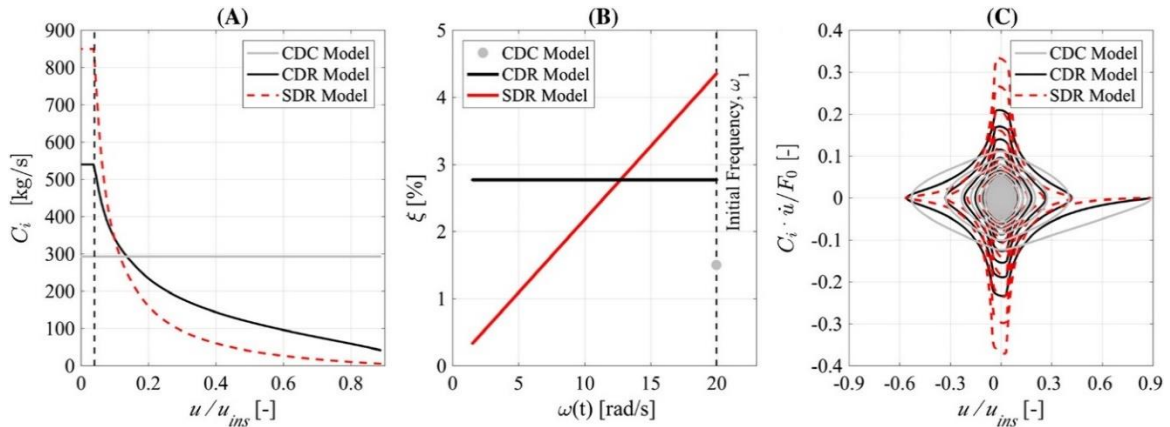 (A)
900
800
700
600
500
400
300
200
100
0
C_i [kg/s]
CDC Model
CDR Model
SDR Model
0 0.2 0.4 0.6 0.8
u / u_ins [-]
(B)
5
4
3
2
1
0
ξ [%]
CDC Model
CDR Model
SDR Model
Initial Frequency, ω_1
0 5 10 15 20
ω(t) [rad/s]
(C)
0.4
0.3
0.2
0.1
0
-0.1
-0.2
-0.3
-0.4
C_i · u̇/F_0 [-]
CDC Model
CDR Model
SDR Model
-0.9 -0.6 -0.3 0 0.3 0.6 0.9
u / u_ins [-]